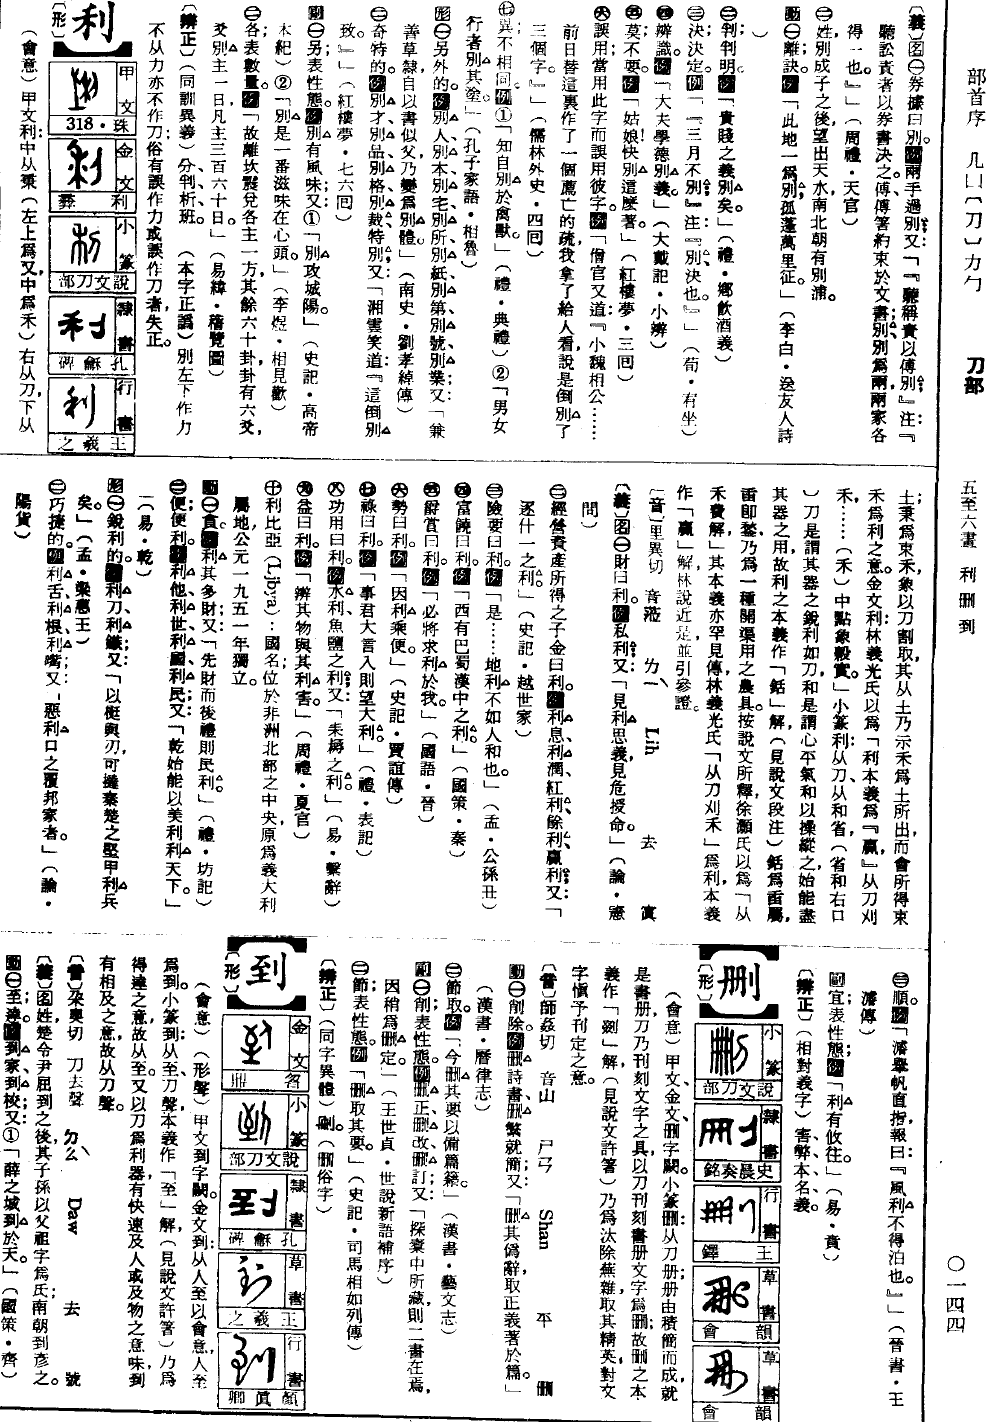 部首序 几凵〔刀〕力勹 刀部 五至六畫 利刪到 〇一四四
〔義〕名㊀券據曰別。例兩手過別又：「『聽稱責以傅別』注：『
聽訟責者以券書決之傅傅著約束於文書別別為兩兩家各
得一也。』」（周禮・天官）
㊁姓別成子之後望出天水南北朝有別浦。
動㊀離訣。例「此地一為別，孤蓬萬里征。」（李白・送友人詩
）
㊁判；判明。例「貴賤之義別矣。」（禮・鄉飲酒義）
㊂決；決定。例「『三月不別』注『別決也。』」（荀・有坐）
㊃辨識。例「大夫學德別義。」（大戴記・小辨）
㊄莫；不要。例「姑娘！快別這麼著。」（紅樓夢・三回）
㊅誤用當用此字而誤用彼字。例「僧官又道：『小魏相公……
前日替這裏作了一個薦亡的疏我拿了給人看說是倒別了
三個字。』」（儒林外史・四回）
㊆異；不相同。例①「知自別於禽獸。」（禮・典禮）②「男女
行者別其塗。」（孔子家語・相魯）
形㊀另外的。例別人、別本、別宅、別所、別紙、別第、別號、別業；又「兼
善草隸自以書似父乃變為別體。」（南史・劉孝綽傳）
㊁奇特的。例別才、別品、別格、別裁、特別；又：「湘雲笑道：『這倒別
致。』」（紅樓夢・七六回）
副㊀另；表性態。例別有風味；又①「別攻城陽。」（史記・高帝
本紀）②「別是一番滋味在心頭。」（李煜・相見歡）
㊁各；表數量。例「故離坎震兌各主一方，其餘六十卦卦有六爻，
爻別主一日，凡主三百六十日。」（易緯・稽覽圖）
〔辨正〕（同訓異義）分、判、析、班。 （本字正譌）別左下作力
不从力亦不作刀俗有誤作力或誤作刀者，失正。
利
〔形〕
甲文 珠・318
金文 利彝
小篆 說文刀部
隸書 孔龢碑
行書 王羲之
（會意）甲文利：中从秉（左上為又，中為禾）右从刀，下从
土，秉為束禾，象以刀割取其从土乃示禾為土所出而會所得束
禾為利之意。金文利：林義光氏以為「利本義為『贏』从刀刈
禾……（禾）中點象穀實。」小篆利：从刀，从和省（省和右口
）刀是謂其器之銳利如刀，和是謂心平氣和以操縱之，始能盡
其器之用，故利之本義作「銛」解（見說文段注）銛為臿屬，
臿即鍫乃為一種開渠用之農具按說文所釋，徐灝氏以為「从
禾費解」其本義亦罕見傳，林義光氏「从刀刈禾」為利，本義
作「贏」解，林說近是，並引參證。
〔音〕里異切 音蒞 ㄌㄧˋ Lih 去 寘
〔義〕名㊀財曰利。例私利；又：「見利思義，見危授命。」（論・憲
問）
㊁經營資產所得之子金曰利。例利息、利潤、紅利、餘利、贏利；又：「
逐什一之利。」（史記・越世家）
㊂險要曰利。例「是……地利不如人和也。」（孟・公孫丑）
㊃富饒曰利。例「西有巴蜀漢中之利。」（國策・秦）
㊄爵賞曰利。例「必將求利於我。」（國語・晉）
㊅勢曰利。例「因利乘便。」（史記・賈誼傳）
㊆祿曰利。例「事君大言入則望大利。」（禮・表記）
㊇功用曰利。例水利、魚鹽之利；又：「耒耨之利。」（易・繫辭）
㊈益曰利。例「辨其物與其利害。」（周禮・夏官）
㊉利比亞（Libya）：國名；位於非洲北部之中央，原為義大利
屬地，公元一九五一年獨立。
動㊀貪。例利其多財；又：「先財而後禮則民利。」（禮・坊記）
㊁便；便利。例利他、利世、利國、利民；又：「乾始能以美利利天下。」
（易・乾）
形㊀銳利的。例利刀、利鐵；又：「以梃與刃可撻秦楚之堅甲利兵
矣。」（孟・梁惠王）
㊁巧捷的。例利舌、利根、利嘴；又：「惡利口之覆邦家者。」（論・
陽貨）
㊂順。例「濬舉帆直指，報曰：『風利不得泊也。』」（晉書・王
濬傳）
副宜；表性態。例「利有攸往。」（易・賁）
〔辨正〕（相對義字）害、弊、本、名、義。
刪
〔形〕
小篆 說文刀部
隸書 史晨奏銘
行書 王鐸
草書 韻會
草書 韻會
（會意）甲文、金文、刪字闕。小篆刪：从刀冊，冊由積簡而成，就
是書冊，刀乃刊刻文字之具，以刀刊刻書冊文字為刪；故刪之本
義作「剟」解（見說文許箸）乃為汰除蕪雜，取其精英，對文
字慎予刊定之意。
〔音〕師姦切 音山 ㄕㄢ Shan 平 刪
動㊀削除。例刪詩書、刪繁就簡；又：「刪其偽辭，取正義，著於篇。」
（漢書・曆律志）
㊁節取。例「今刪其要，以備篇籍。」（漢書・藝文志）
副㊀削；表性態。例刪正、刪改、刪訂；又：「探橐中所藏，則二書在焉，
因稍為刪定。」（王世貞・世說新語補序）
㊁節；表性態。例「刪取其要。」（史記・司馬相如列傳）
〔辨正〕（同字異體）删（刪俗字）
到
〔形〕
金文 曶鼎
小篆 說文刀部
隸書 孔龢碑
草書 王羲之
行書 顏真卿
（會意）（形聲）甲文到字闕。金文到：从人至以會意，人至
為到。小篆到：从至刀聲，本義作「至」解（見說文許箸）乃為
得達之意，故从至。又以刀為利器，有快速及人或及物之意味，到
有相及之意，故从刀聲。
〔音〕朵奧切 刀去聲 ㄉㄠˋ Daw 去 號
〔義〕名姓，楚令尹屈到之後，其子孫以父祖字為氏；南朝到彥之。
動㊀至；達。例到家、到校；又①「薛之城到於天。」（國策・齊）